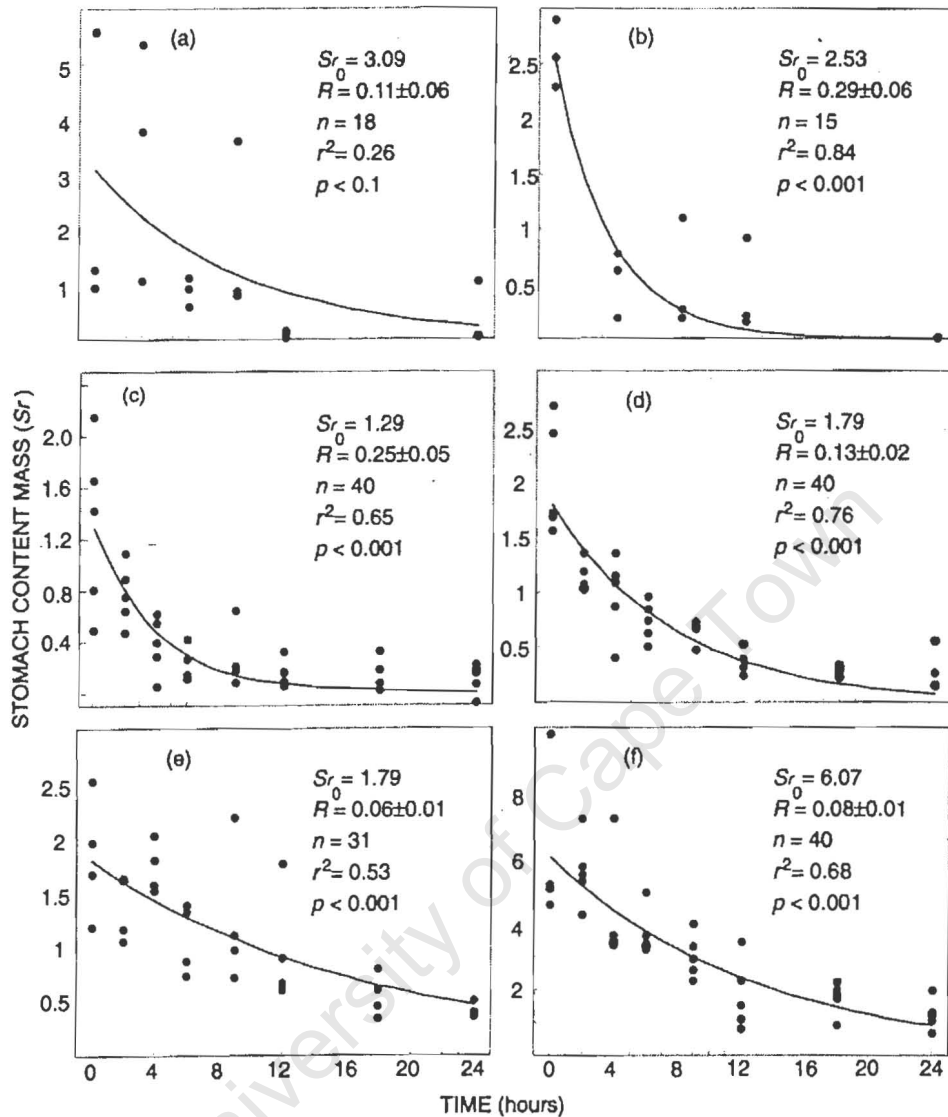 (a)
Sr0 = 3.09
R = 0.11±0.06
n = 18
r² = 0.26
p < 0.1
5
4
3
2
1
(b)
Sr0 = 2.53
R = 0.29±0.06
n = 15
r² = 0.84
p < 0.001
2.5
2
1.5
1
0.5
STOMACH CONTENT MASS (Sr)
(c)
Sr0 = 1.29
R = 0.25±0.05
n = 40
r² = 0.65
p < 0.001
2.0
1.6
1.2
0.8
0.4
(d)
Sr0 = 1.79
R = 0.13±0.02
n = 40
r² = 0.76
p < 0.001
2.5
2
1.5
1
0.5
(e)
Sr0 = 1.79
R = 0.06±0.01
n = 31
r² = 0.53
p < 0.001
2.5
2
1.5
1
0.5
0 4 8 12 16 20 24
(f)
Sr0 = 6.07
R = 0.08±0.01
n = 40
r² = 0.68
p < 0.001
8
6
4
2
0 4 8 12 16 20 24
TIME (hours)
University of Cape Town